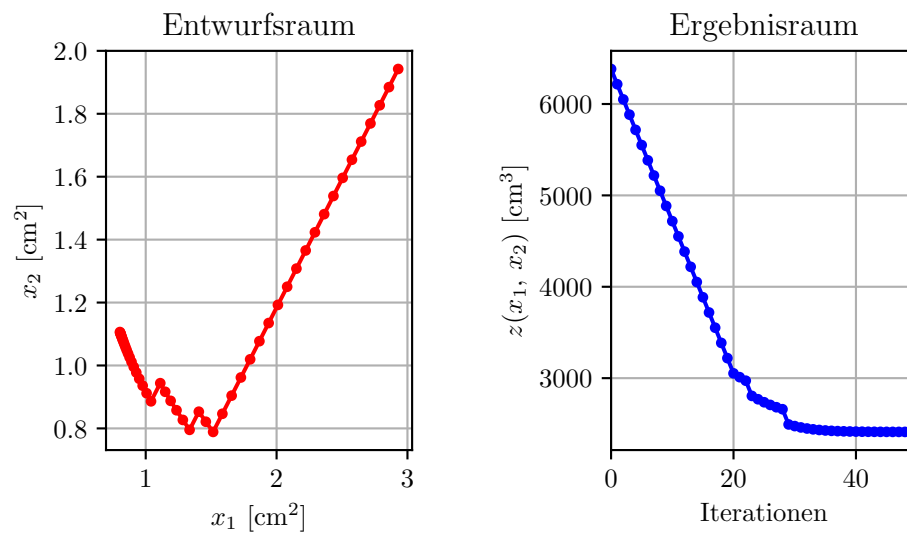 Entwurfsraum
2.0
1.8
1.6
1.4
1.2
1.0
0.8
x₂ [cm²]
1
2
3
x₁ [cm²]
Ergebnisraum
6000
5000
4000
3000
z(x₁, x₂) [cm³]
0
20
40
Iterationen